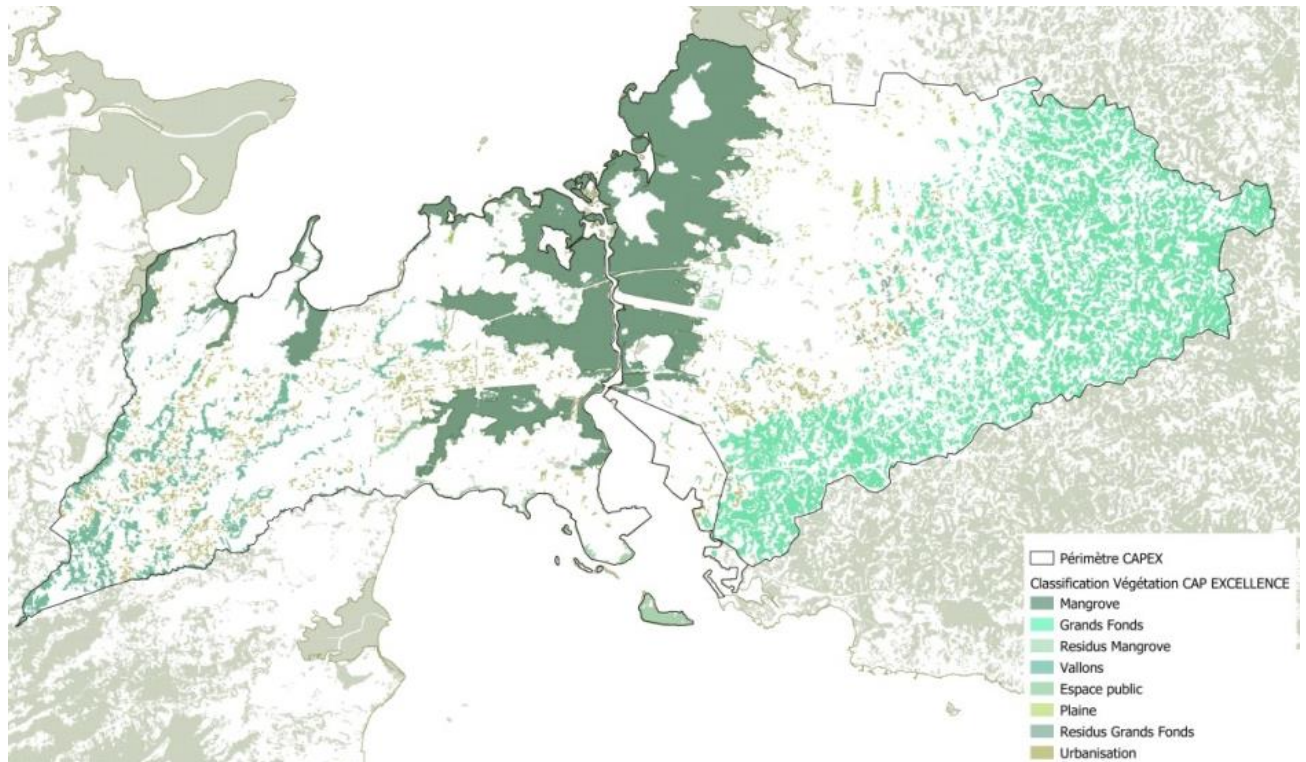 Périmètre CAPEX
Classification Végétation CAP EXCELLENCE
Mangrove
Grands Fonds
Residus Mangrove
Vallons
Espace public
Plaine
Residus Grands Fonds
Urbanisation